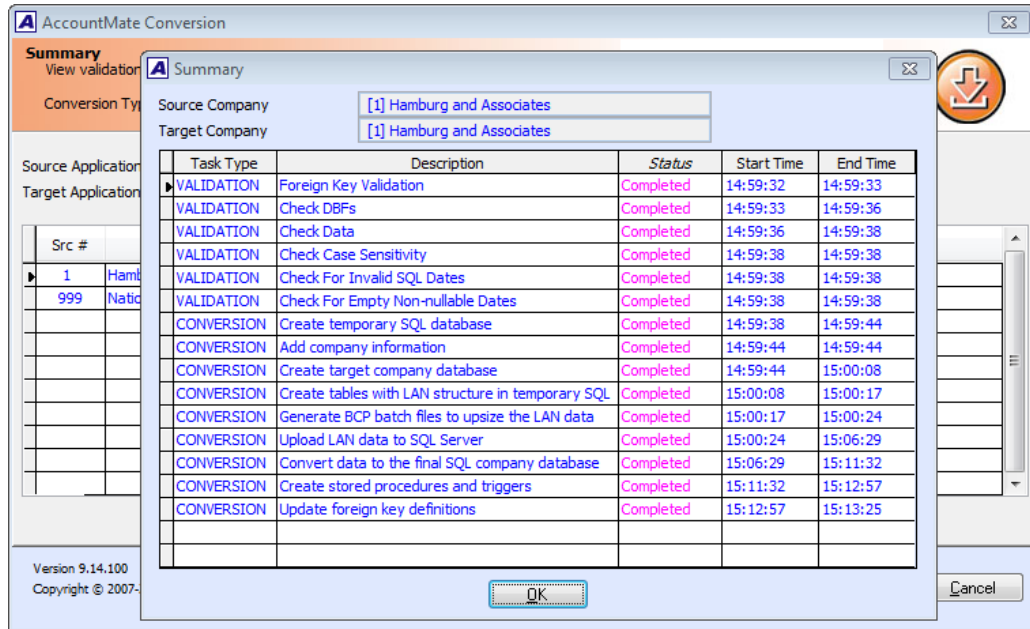 AccountMate Conversion
Summary
View validation
Conversion Ty
Source Application
Target Application
Src #
1 Hamb
999 Natio
Version 9.14.100
Copyright © 2007-
Cancel
Summary
Source Company [1] Hamburg and Associates
Target Company [1] Hamburg and Associates
Task Type Description Status Start Time End Time
VALIDATION Foreign Key Validation Completed 14:59:32 14:59:33
VALIDATION Check DBFs Completed 14:59:33 14:59:36
VALIDATION Check Data Completed 14:59:36 14:59:38
VALIDATION Check Case Sensitivity Completed 14:59:38 14:59:38
VALIDATION Check For Invalid SQL Dates Completed 14:59:38 14:59:38
VALIDATION Check For Empty Non-nullable Dates Completed 14:59:38 14:59:38
CONVERSION Create temporary SQL database Completed 14:59:38 14:59:44
CONVERSION Add company information Completed 14:59:44 14:59:44
CONVERSION Create target company database Completed 14:59:44 15:00:08
CONVERSION Create tables with LAN structure in temporary SQL Completed 15:00:08 15:00:17
CONVERSION Generate BCP batch files to upsize the LAN data Completed 15:00:17 15:00:24
CONVERSION Upload LAN data to SQL Server Completed 15:00:24 15:06:29
CONVERSION Convert data to the final SQL company database Completed 15:06:29 15:11:32
CONVERSION Create stored procedures and triggers Completed 15:11:32 15:12:57
CONVERSION Update foreign key definitions Completed 15:12:57 15:13:25
OK